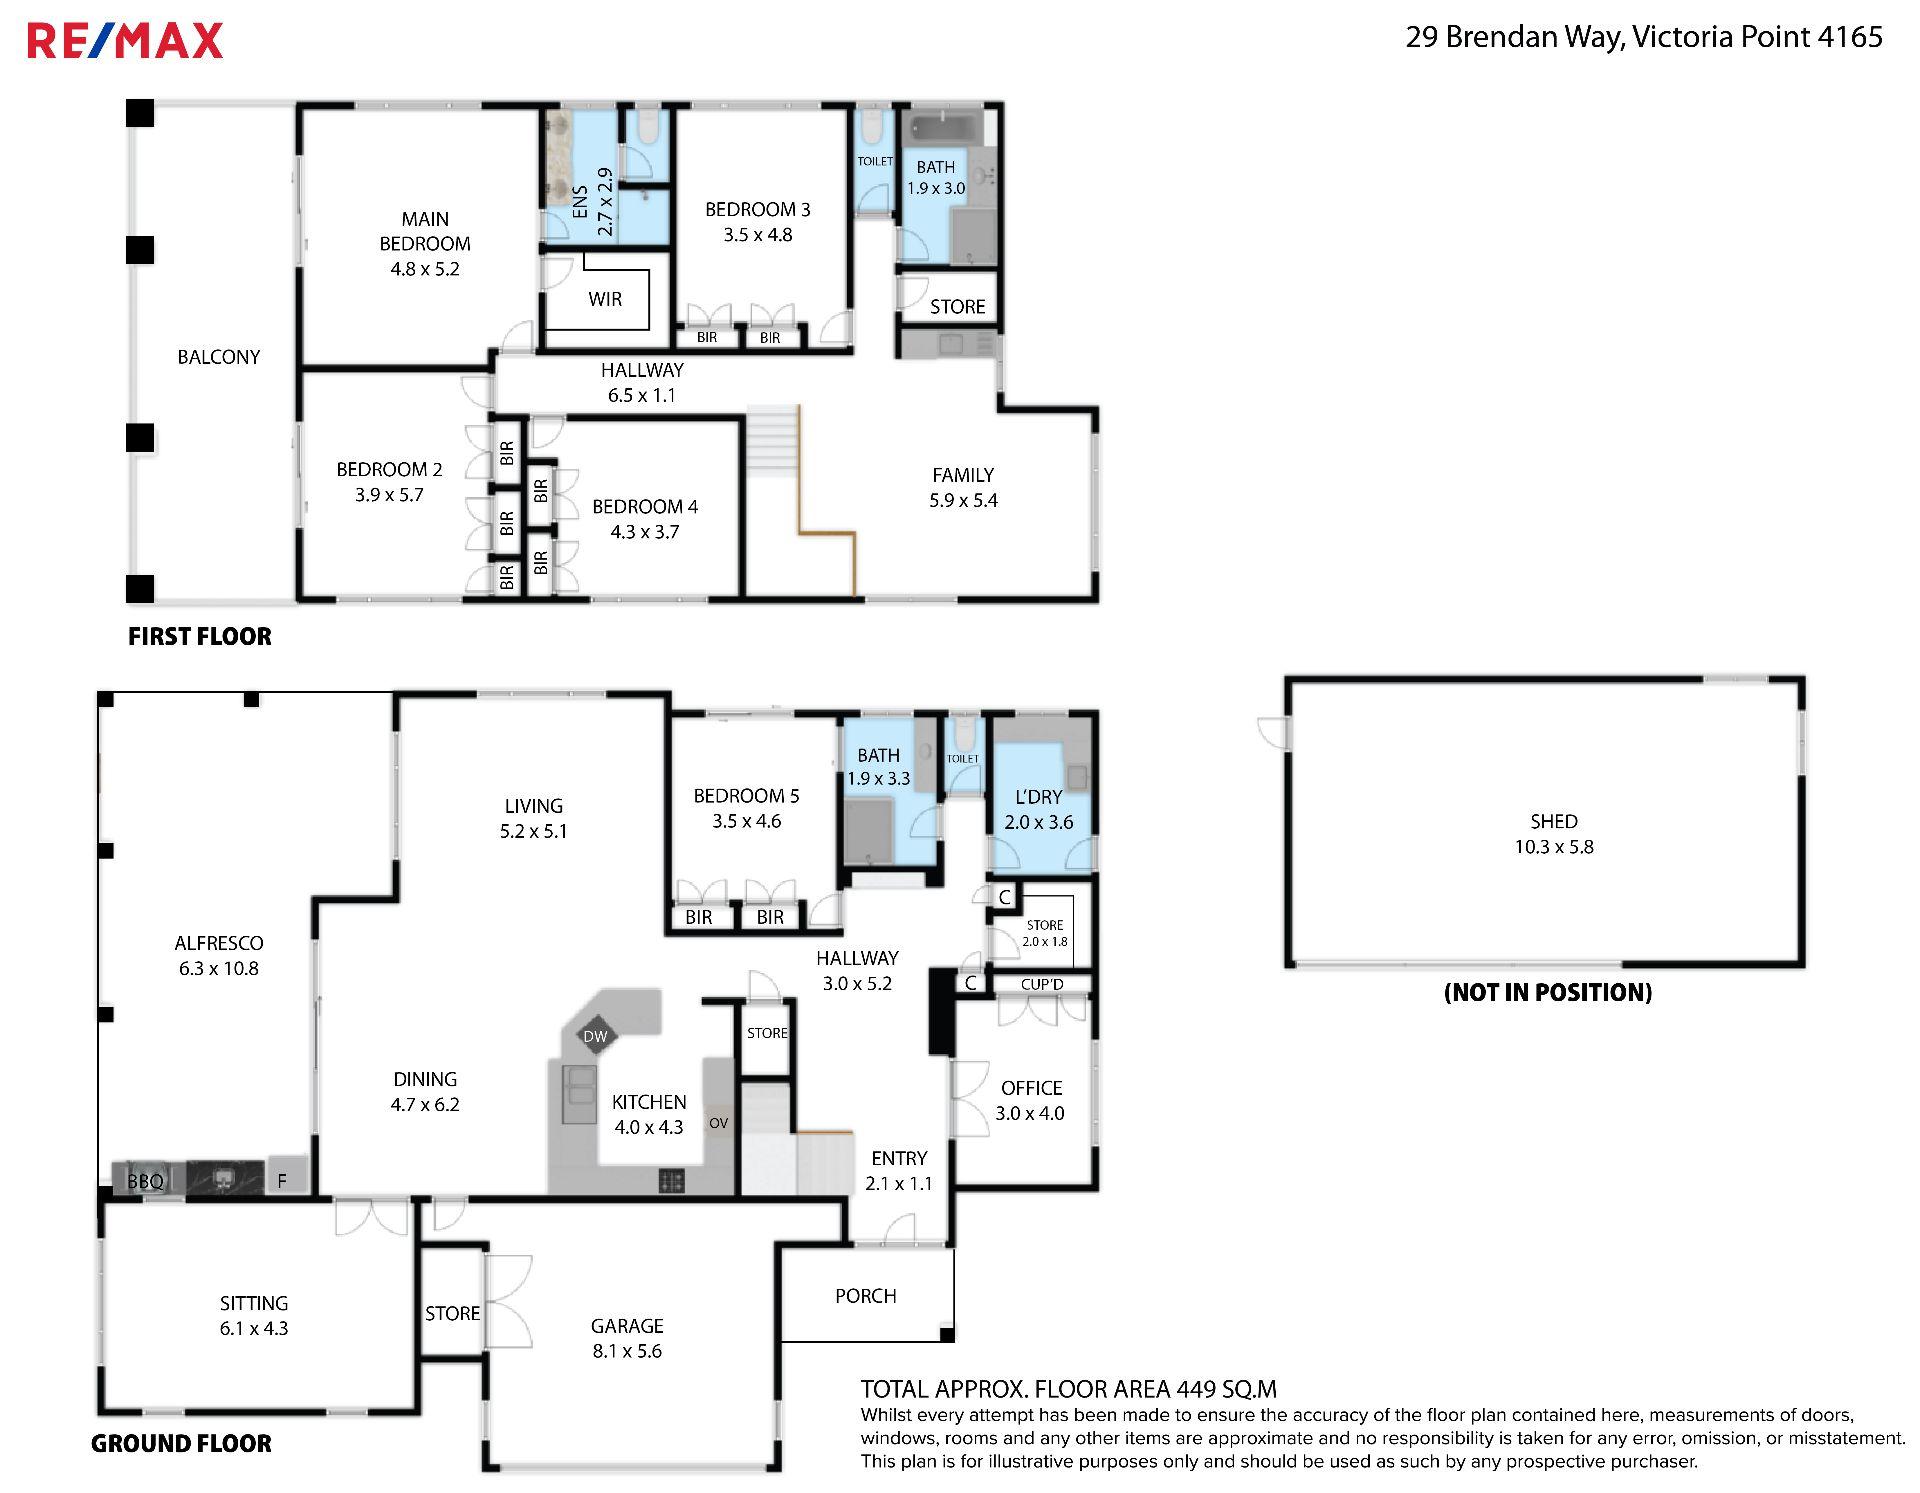 RE/MAX
29 Brendan Way, Victoria Point 4165
BALCONY
MAIN
BEDROOM
4.8 x 5.2
ENS
2.7 x 2.9
WIR
BEDROOM 3
3.5 x 4.8
BIR
BIR
TOILET
BATH
1.9 x 3.0
STORE
HALLWAY
6.5 x 1.1
BEDROOM 2
3.9 x 5.7
BIR
BIR
BIR
BIR
BIR
BEDROOM 4
4.3 x 3.7
FAMILY
5.9 x 5.4
FIRST FLOOR
ALFRESCO
6.3 x 10.8
LIVING
5.2 x 5.1
BEDROOM 5
3.5 x 4.6
BIR
BIR
BATH
1.9 x 3.3
TOILET
L'DRY
2.0 x 3.6
C
STORE
2.0 x 1.8
HALLWAY
3.0 x 5.2
C
CUP'D
DINING
4.7 x 6.2
DW
KITCHEN
4.0 x 4.3
OV
STORE
OFFICE
3.0 x 4.0
ENTRY
2.1 x 1.1
BBQ
F
SITTING
6.1 x 4.3
STORE
GARAGE
8.1 x 5.6
PORCH
GROUND FLOOR
SHED
10.3 x 5.8
(NOT IN POSITION)
TOTAL APPROX. FLOOR AREA 449 SQ.M
Whilst every attempt has been made to ensure the accuracy of the floor plan contained here, measurements of doors,
windows, rooms and any other items are approximate and no responsibility is taken for any error, omission, or misstatement.
This plan is for illustrative purposes only and should be used as such by any prospective purchaser.